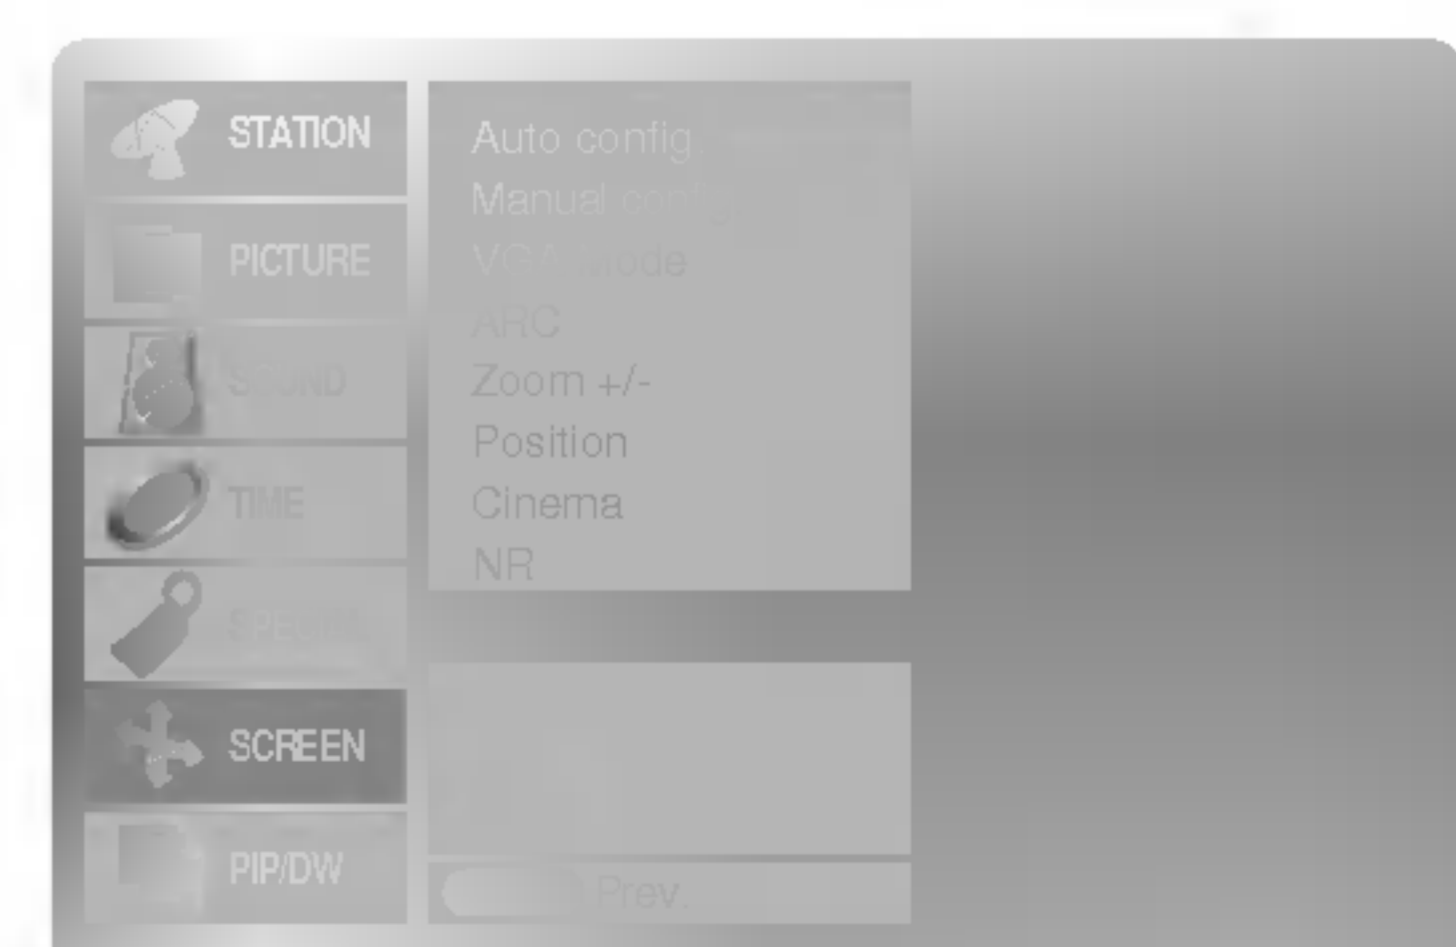 STATION
PICTURE
SOUND
TIME
SPECIAL
SCREEN
PIP/DW
Auto config.
Manual config.
VGA Mode
ARC
Zoom +/-
Position
Cinema
NR
Prev.